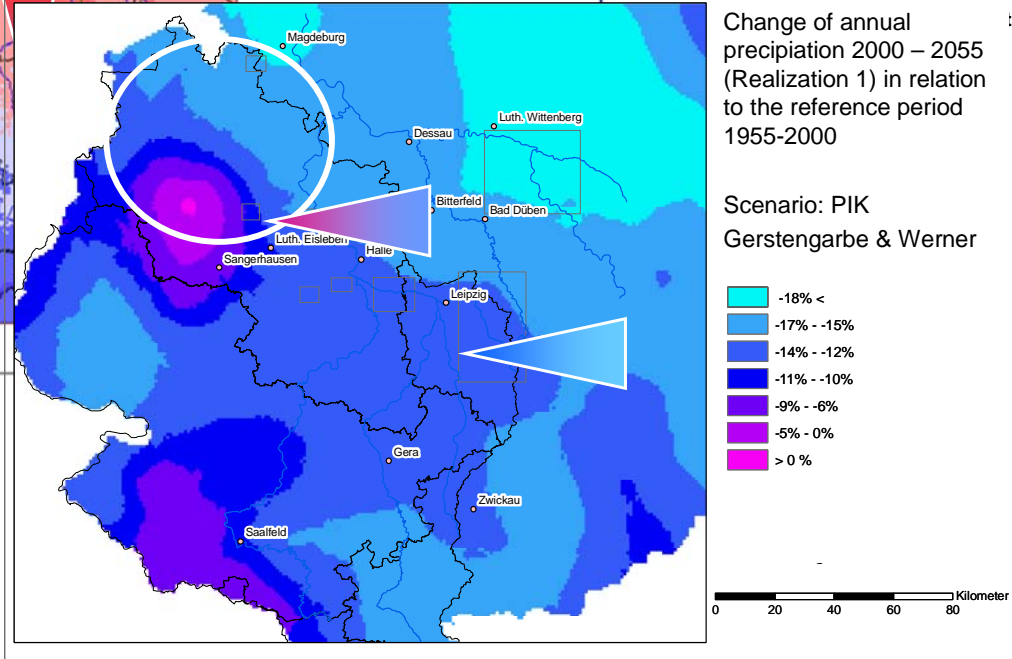 Magdeburg
Luth. Wittenberg
Dessau
Bitterfeld
Bad Düben
Luth. Eisleben
Halle
Sangerhausen
Leipzig
Gera
Zwickau
Saalfeld
Change of annual
precipiation 2000 – 2055
(Realization 1) in relation
to the reference period
1955-2000
Scenario: PIK
Gerstengarbe & Werner
-18% <
-17% - -15%
-14% - -12%
-11% - -10%
-9% - -6%
-5% - 0%
> 0 %
Kilometer
0 20 40 60 80